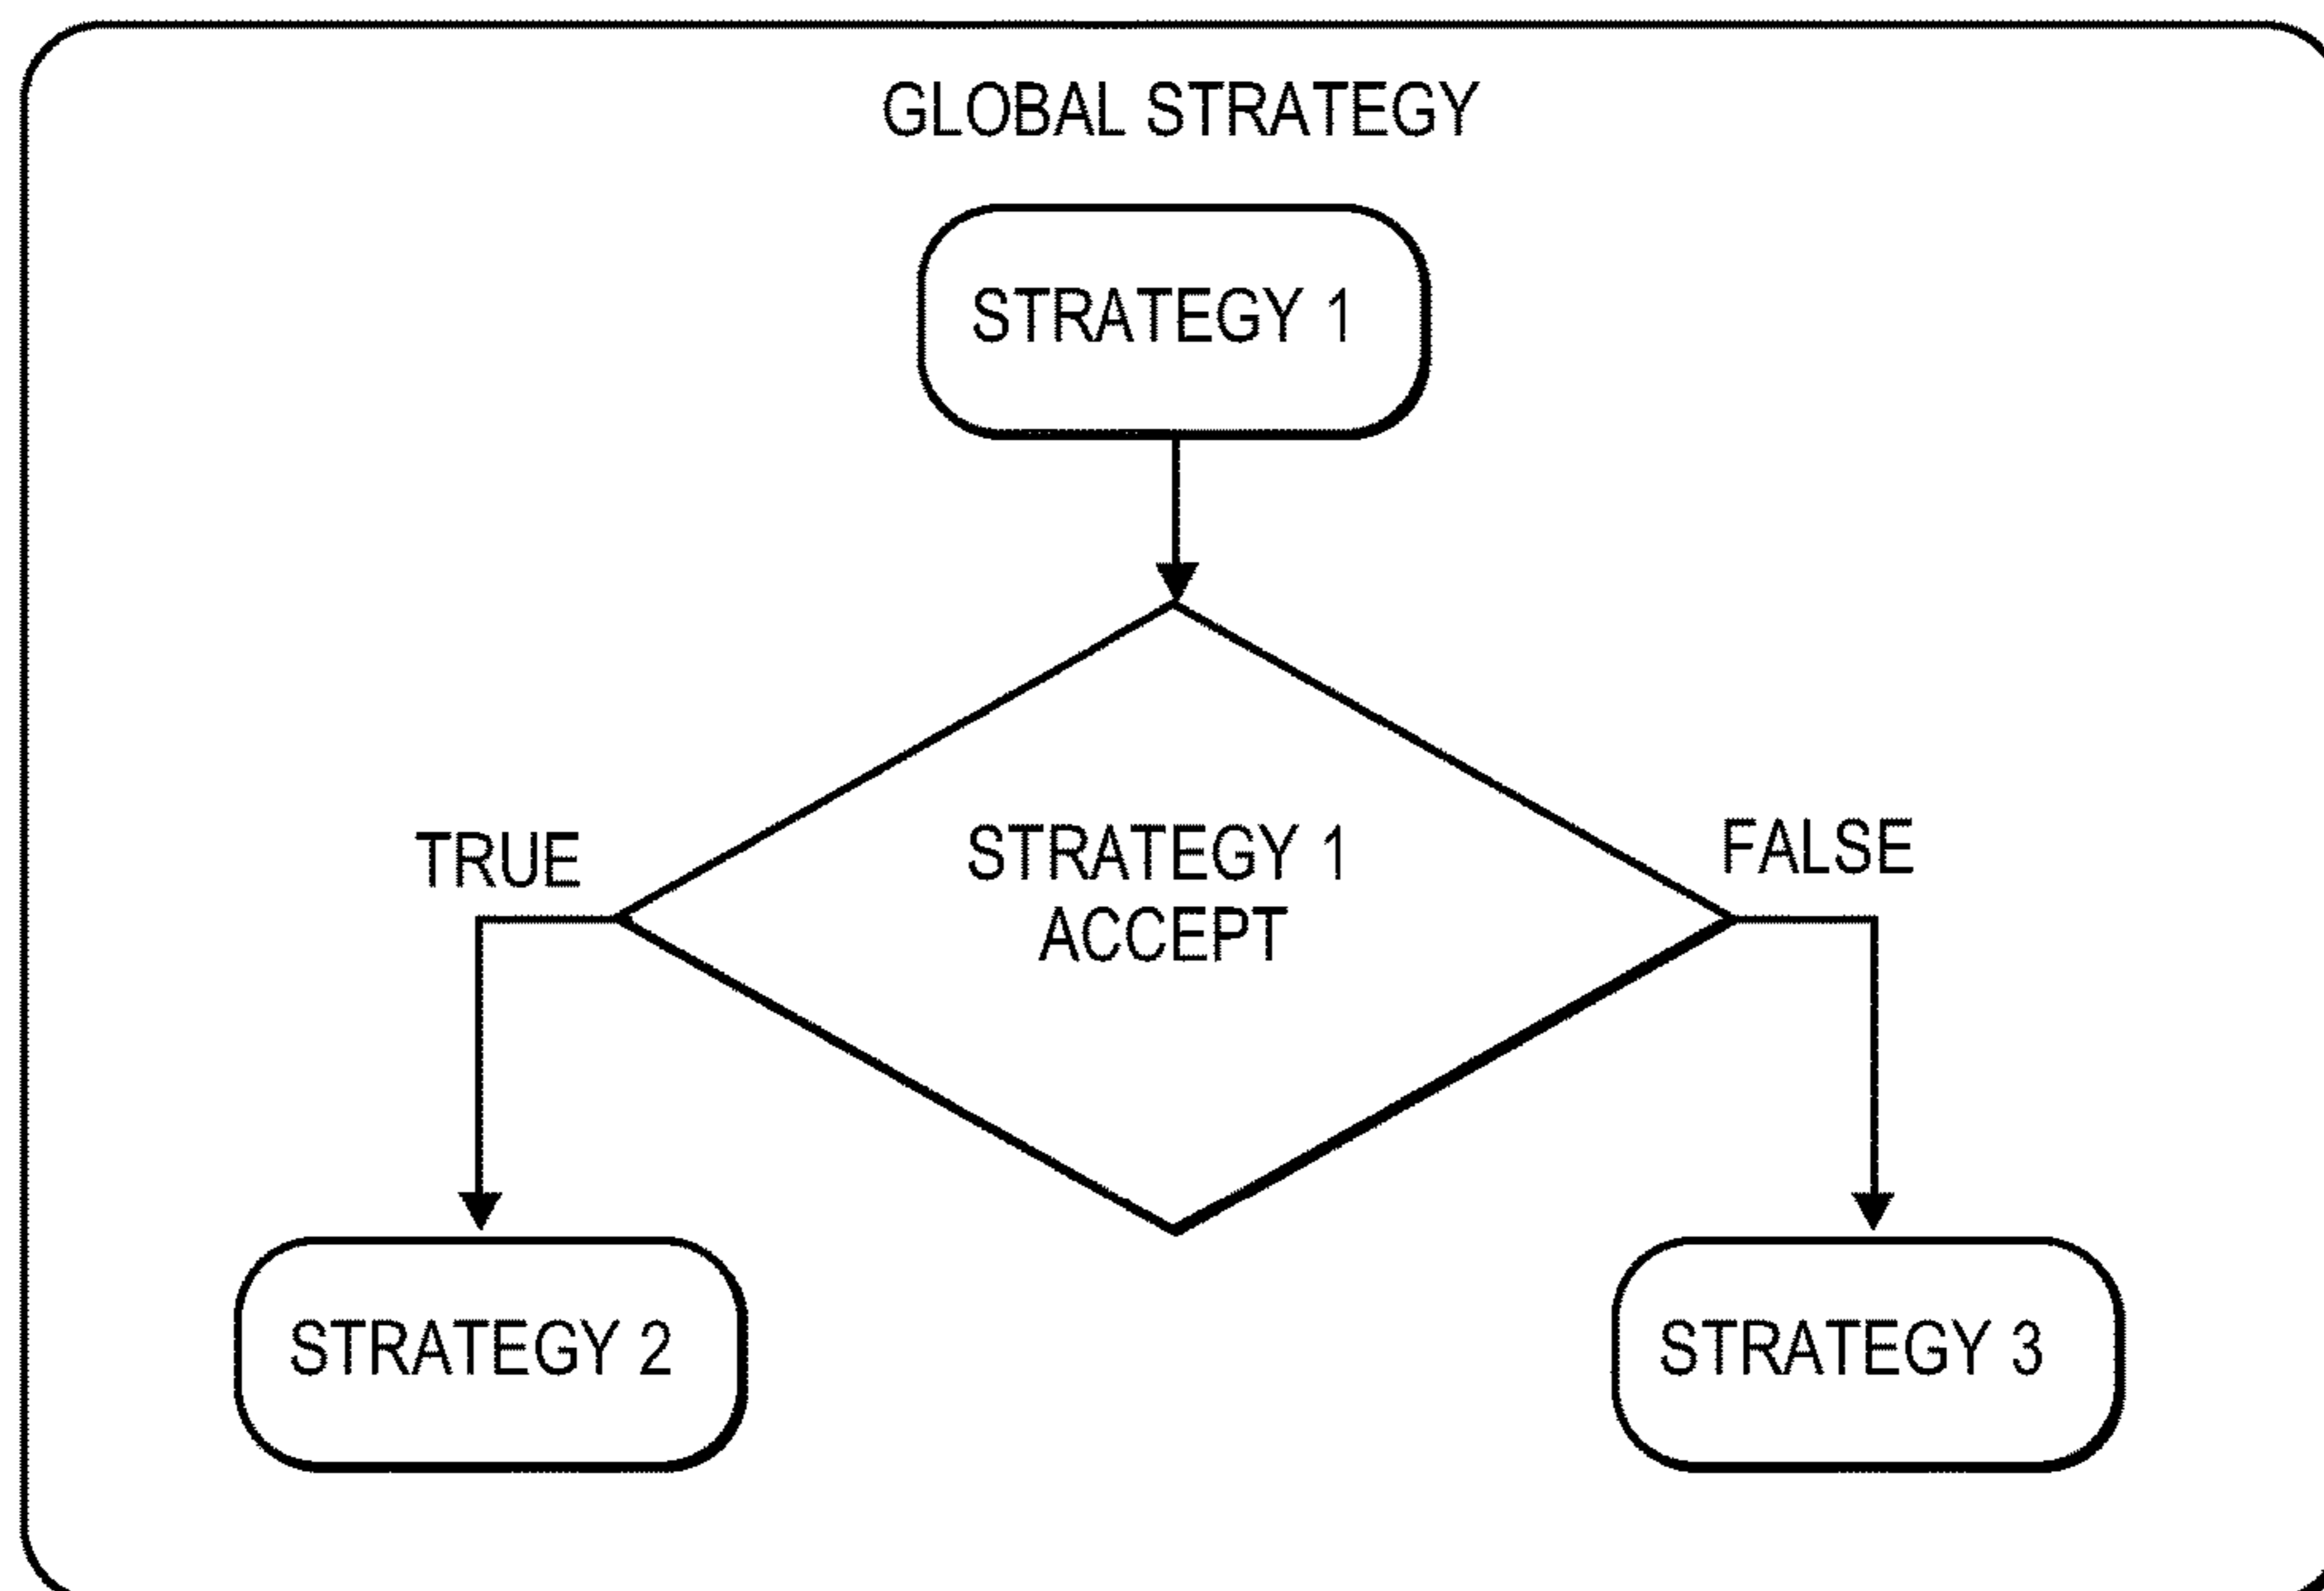 GLOBAL STRATEGY
STRATEGY 1
STRATEGY 1
ACCEPT
TRUE
FALSE
STRATEGY 2
STRATEGY 3